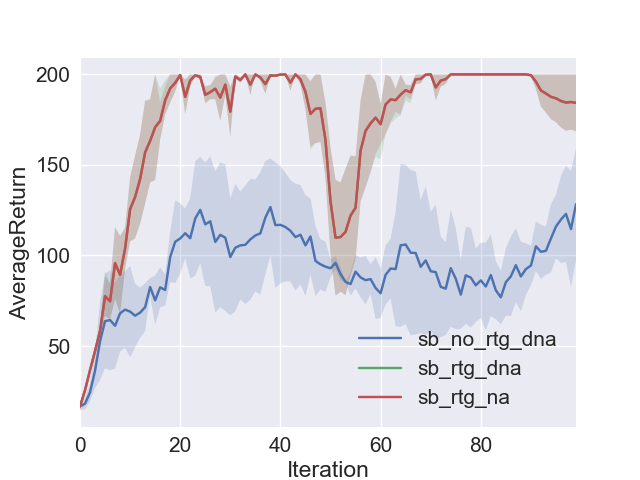 200
150
100
50
AverageReturn
sb_no_rtg_dna
sb_rtg_dna
sb_rtg_na
0 20 40 60 80
Iteration